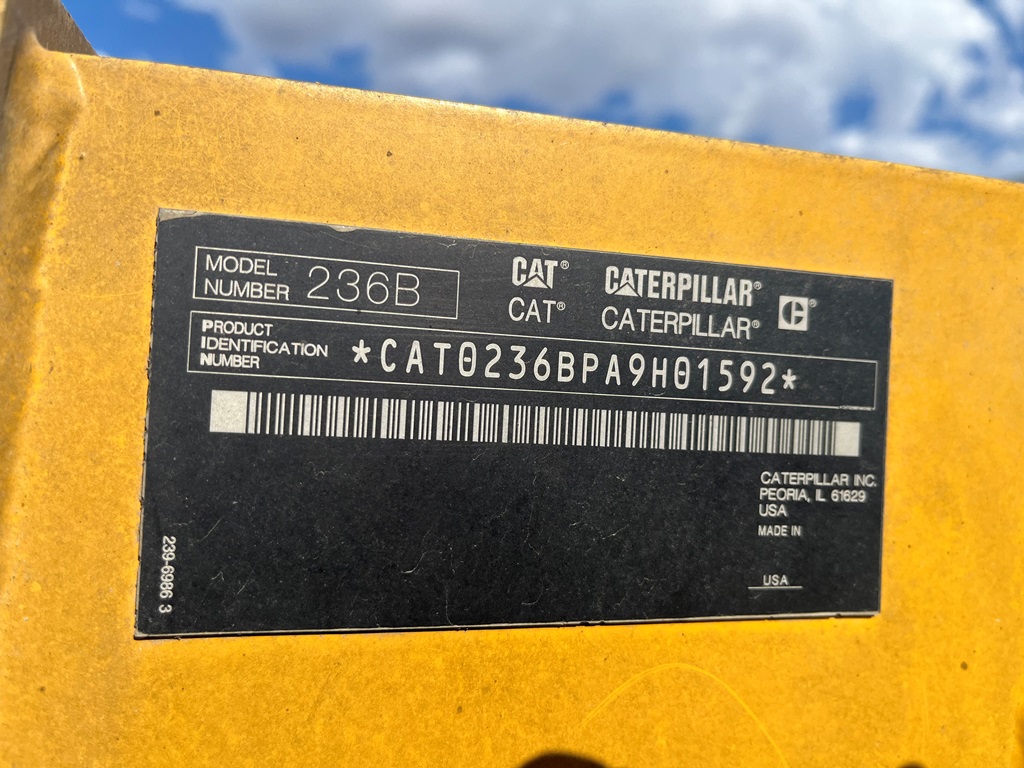 MODEL
NUMBER 236B
CAT® CATERPILLAR®
CAT® CATERPILLAR®
C®
PRODUCT
IDENTIFICATION
NUMBER
*CAT0236BPA9H01592*
CATERPILLAR INC.
PEORIA, IL 61629
USA
MADE IN
USA
239-6986 3